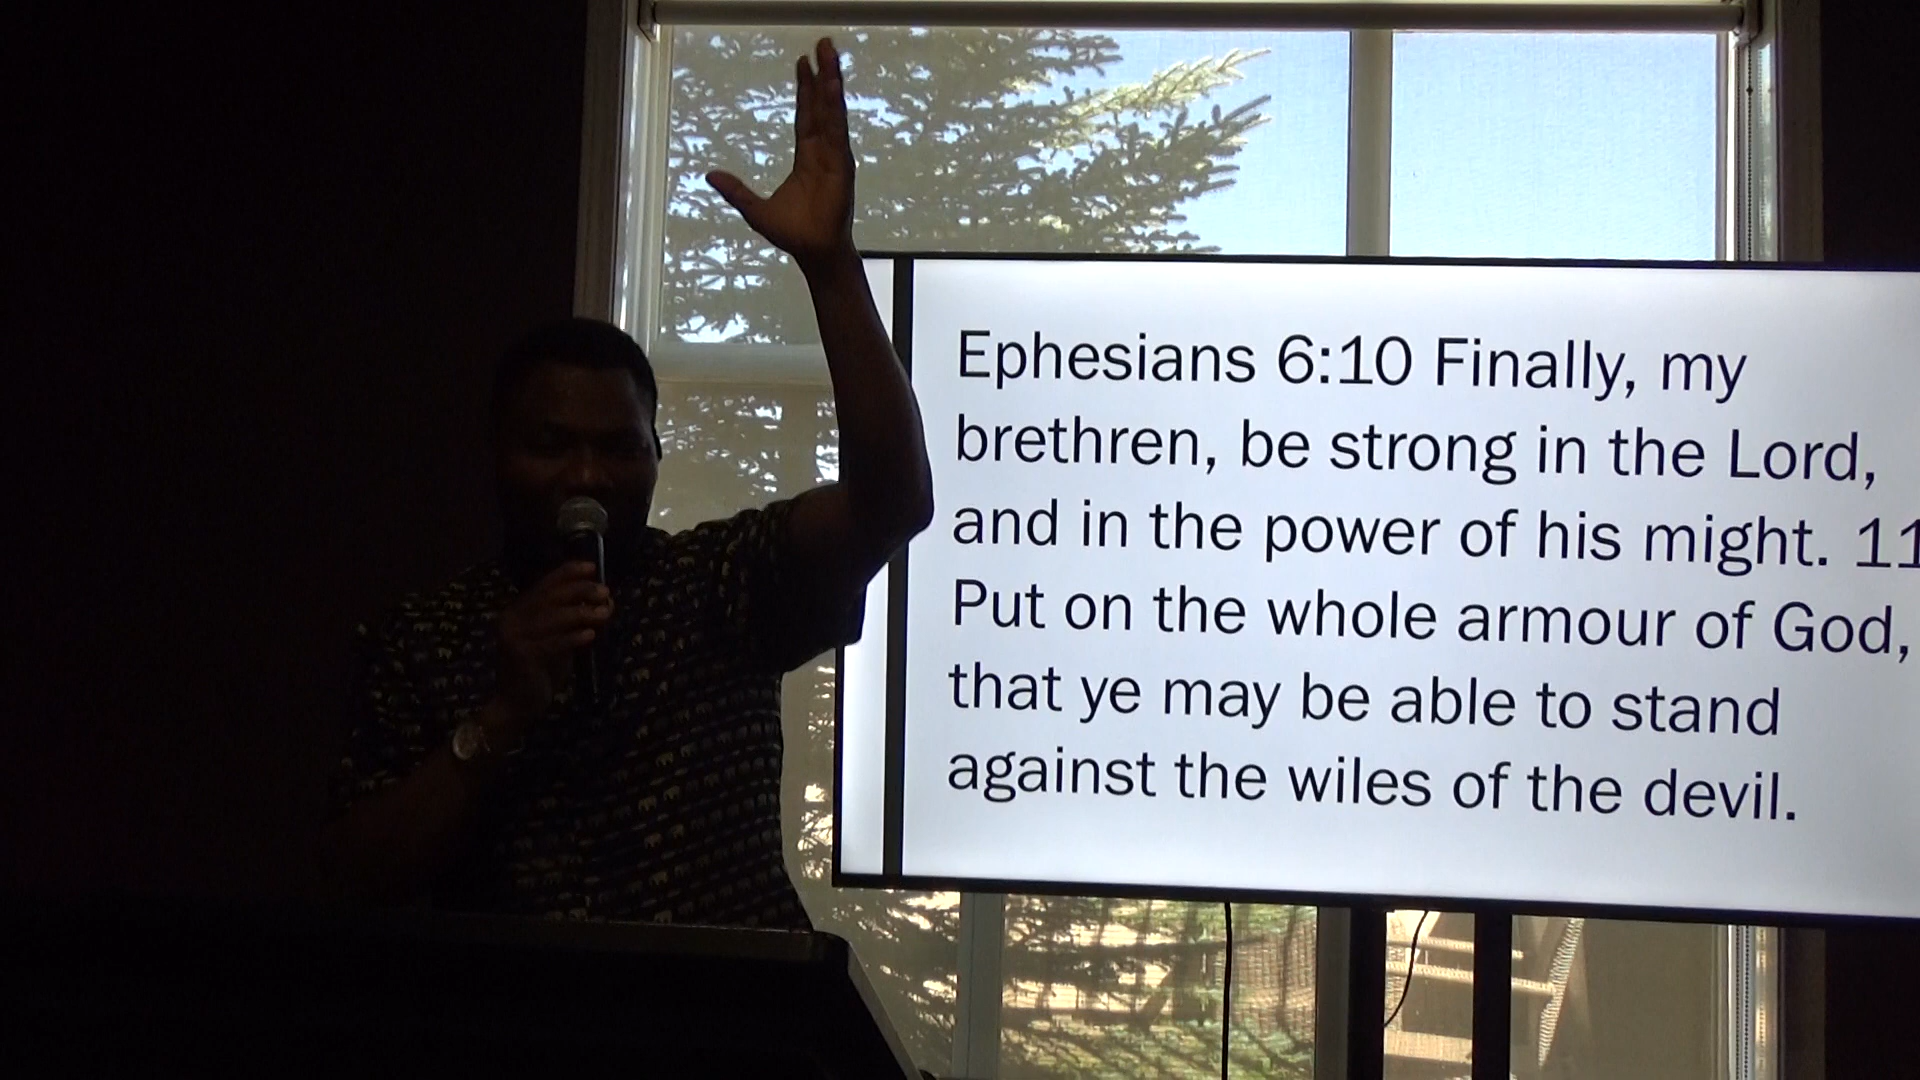 Ephesians 6:10 Finally, my
brethren, be strong in the Lord,
and in the power of his might. 11
Put on the whole armour of God,
that ye may be able to stand
against the wiles of the devil.